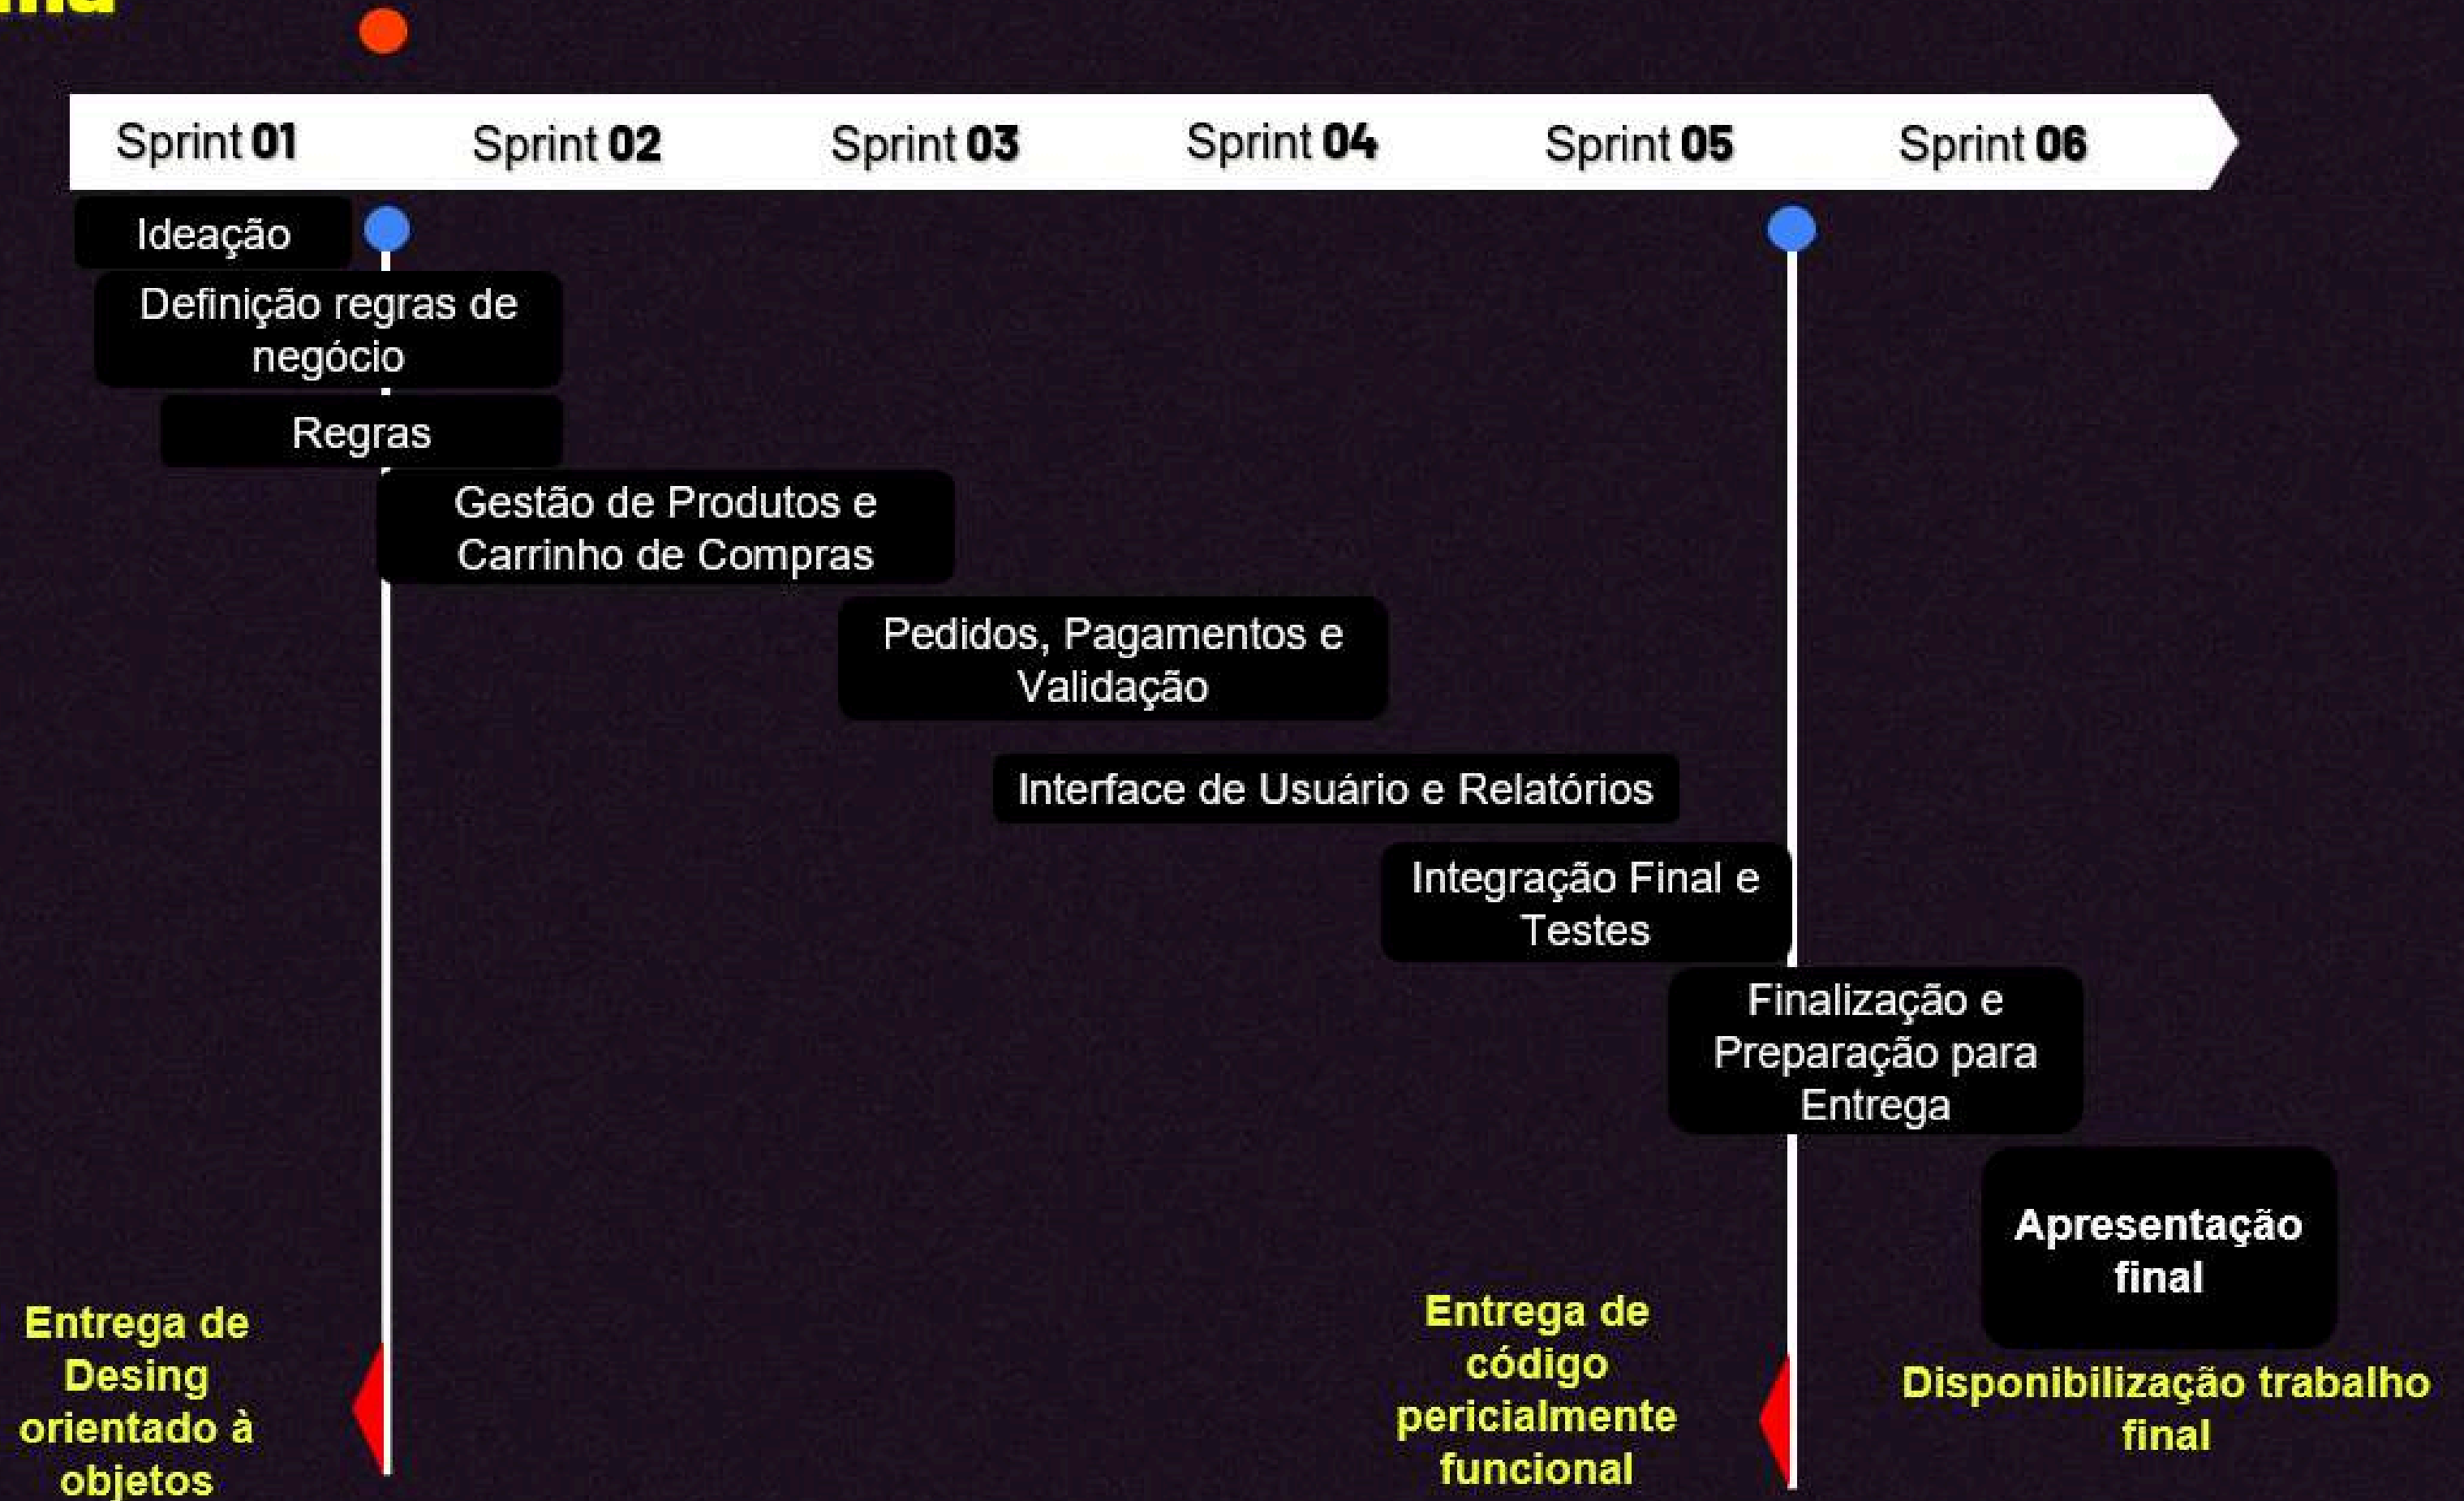 Sprint 01 Sprint 02 Sprint 03 Sprint 04 Sprint 05 Sprint 06
Ideação
Definição regras de
negócio
Regras
Gestão de Produtos e
Carrinho de Compras
Pedidos, Pagamentos e
Validação
Interface de Usuário e Relatórios
Integração Final e
Testes
Finalização e
Preparação para
Entrega
Apresentação
final
Entrega de
Desing
orientado à
objetos
Entrega de
código
pericialmente
funcional
Disponibilização trabalho
final